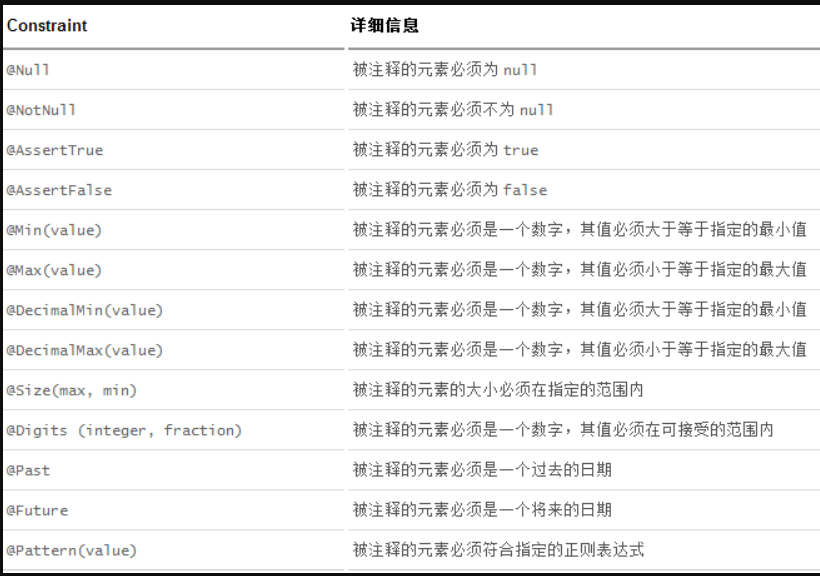 Constraint 详细信息
@Null 被注释的元素必须为 null
@NotNull 被注释的元素必须不为 null
@AssertTrue 被注释的元素必须为 true
@AssertFalse 被注释的元素必须为 false
@Min(value) 被注释的元素必须是一个数字，其值必须大于等于指定的最小值
@Max(value) 被注释的元素必须是一个数字，其值必须小于等于指定的最大值
@DecimalMin(value) 被注释的元素必须是一个数字，其值必须大于等于指定的最小值
@DecimalMax(value) 被注释的元素必须是一个数字，其值必须小于等于指定的最大值
@Size(max, min) 被注释的元素的大小必须在指定的范围内
@Digits (integer, fraction) 被注释的元素必须是一个数字，其值必须在可接受的范围内
@Past 被注释的元素必须是一个过去的日期
@Future 被注释的元素必须是一个将来的日期
@Pattern(value) 被注释的元素必须符合指定的正则表达式